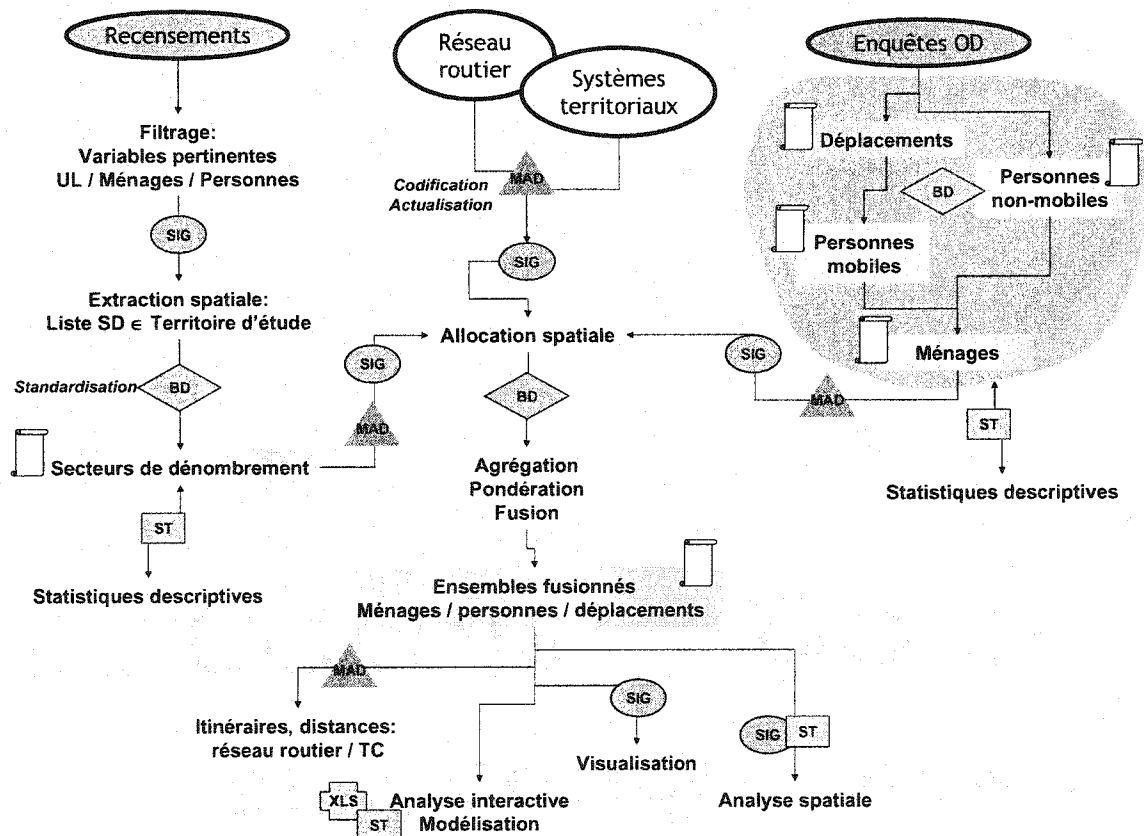 Recensements
Réseau
routier
Systèmes
territoriaux
Enquêtes OD
Filtrage:
Variables pertinentes
UL / Ménages / Personnes
SIG
Extraction spatiale:
Liste SD ∈ Territoire d'étude
Standardisation
BD
Secteurs de dénombrement
ST
Statistiques descriptives
MAD
Codification
Actualisation
SIG
SIG
MAD
Allocation spatiale
BD
Agrégation
Pondération
Fusion
Ensembles fusionnés
Ménages / personnes / déplacements
Déplacements
BD
Personnes
non-mobiles
Personnes
mobiles
Ménages
SIG
MAD
ST
Statistiques descriptives
MAD
Itinéraires, distances:
réseau routier / TC
SIG
Visualisation
XLS
ST
Analyse interactive
Modélisation
SIG
ST
Analyse spatiale